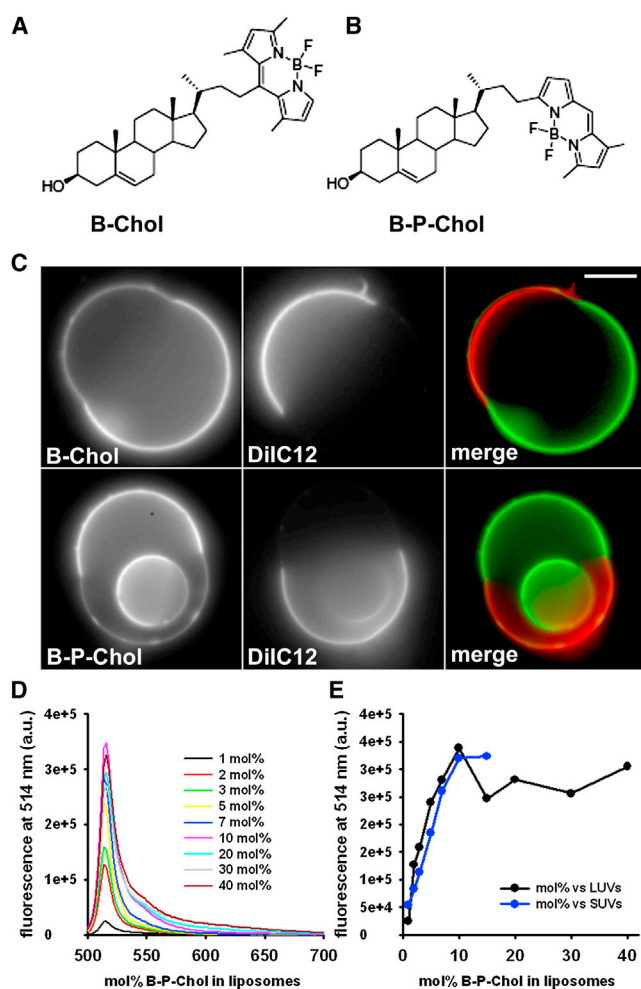 A
B
F
N
B
F
N
HO
B-Chol
F
N
B
F
N
HO
B-P-Chol
C
B-Chol
DiIC12
merge
B-P-Chol
DiIC12
merge
D
fluorescence at 514 nm (a.u.)
4e+5
3e+5
2e+5
1e+5
0
500
550
600
650
700
mol% B-P-Chol in liposomes
1 mol%
2 mol%
3 mol%
5 mol%
7 mol%
10 mol%
20 mol%
30 mol%
40 mol%
E
fluorescence at 514 nm (a.u.)
4e+5
4e+5
3e+5
3e+5
2e+5
2e+5
1e+5
5e+4
0
0
10
20
30
40
mol% B-P-Chol in liposomes
mol% vs LUVs
mol% vs SUVs